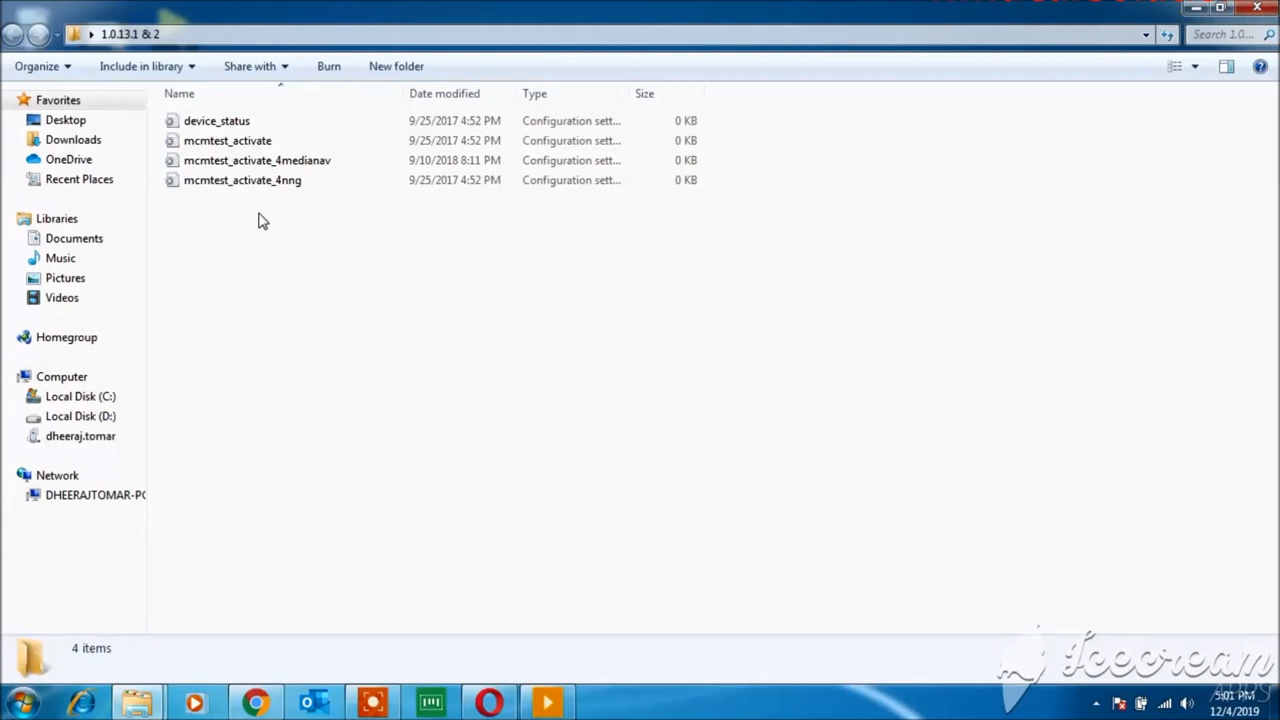 1.0.13.1 & 2
Search 1.0....
Organize
Include in library
Share with
Burn
New folder
Name
Date modified
Type
Size
Favorites
Desktop
Downloads
OneDrive
Recent Places
Libraries
Documents
Music
Pictures
Videos
Homegroup
Computer
Local Disk (C:)
Local Disk (D:)
dheeraj.tomar
Network
DHEERAJTOMAR-PC
device_status 9/25/2017 4:52 PM Configuration sett... 0 KB
mcmtest_activate 9/25/2017 4:52 PM Configuration sett... 0 KB
mcmtest_activate_4medianav 9/10/2018 8:11 PM Configuration sett... 0 KB
mcmtest_activate_4nng 9/25/2017 4:52 PM Configuration sett... 0 KB
4 items
Icecream
APPS
5:01 PM
12/4/2019